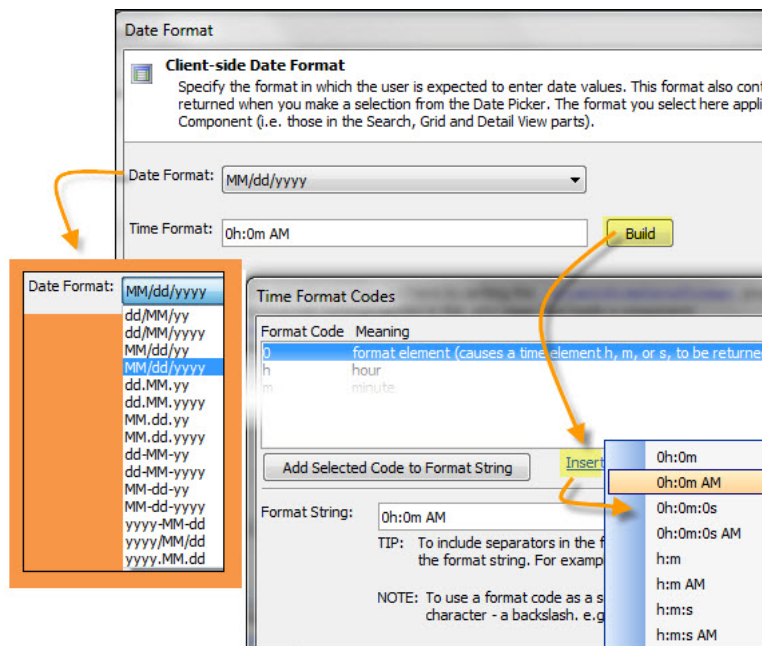 Date Format
Client-side Date Format
Specify the format in which the user is expected to enter date values. This format also
returned when you make a selection from the Date Picker. The format you select here
Component (i.e. those in the Search, Grid and Detail View parts).
Date Format: MM/dd/yyyy
Time Format: 0h:0m AM Build
Date Format: MM/dd/yyyy
dd/MM/yy
dd/MM/yyyy
MM/dd/yy
MM/dd/yyyy
dd.MM.yy
dd.MM.yyyy
MM.dd.yy
MM.dd.yyyy
dd-MM-yy
dd-MM-yyyy
MM-dd-yy
MM-dd-yyyy
yyyy-MM-dd
yyyy/MM/dd
yyyy.MM.dd
Time Format Codes
Format Code Meaning
0 format element (causes a time element h, m, or s, to be returned
h hour
m minute
Add Selected Code to Format String Insert
0h:0m
0h:0m AM
0h:0m:0s
0h:0m:0s AM
h:m
h:m AM
h:m:s
h:m:s AM
Format String: 0h:0m AM
TIP: To include separators in the
the format string. For
NOTE: To use a format code as a
character - a backslash. e.g